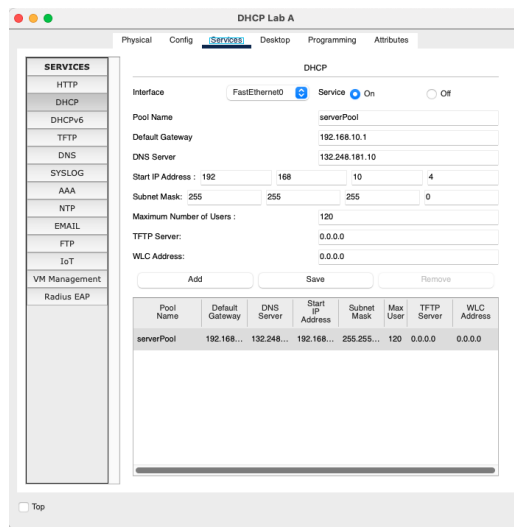 DHCP Lab A
Physical Config Services Desktop Programming Attributes
SERVICES
HTTP
DHCP
DHCPv6
TFTP
DNS
SYSLOG
AAA
NTP
EMAIL
FTP
IoT
VM Management
Radius EAP
DHCP
Interface FastEthernet0 Service On Off
Pool Name serverPool
Default Gateway 192.168.10.1
DNS Server 132.248.181.10
Start IP Address : 192 168 10 4
Subnet Mask: 255 255 255 0
Maximum Number of Users : 120
TFTP Server: 0.0.0.0
WLC Address: 0.0.0.0
Add Save Remove
Pool Name Default Gateway DNS Server Start IP Address Subnet Mask Max User TFTP Server WLC Address
serverPool 192.168... 132.248... 192.168... 255.255... 120 0.0.0.0 0.0.0.0
Top